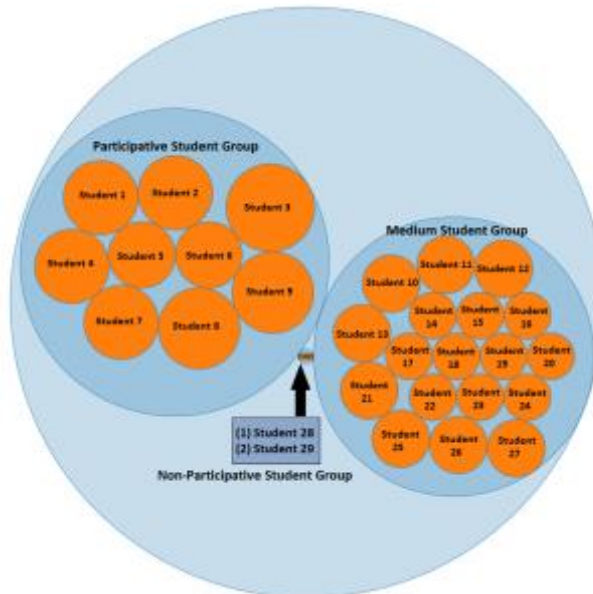 Participative Student Group
Student 1
Student 2
Student 3
Student 4
Student 5
Student 6
Student 7
Student 8
Student 9
Medium Student Group
Student 10
Student 11
Student 12
Student 13
Student
14
Student
15
Student
16
Student
17
Student
18
Student
19
Student
20
Student
21
Student
22
Student
23
Student
24
Student
25
Student
26
Student
27
(1) Student 28
(2) Student 29
Non-Participative Student Group